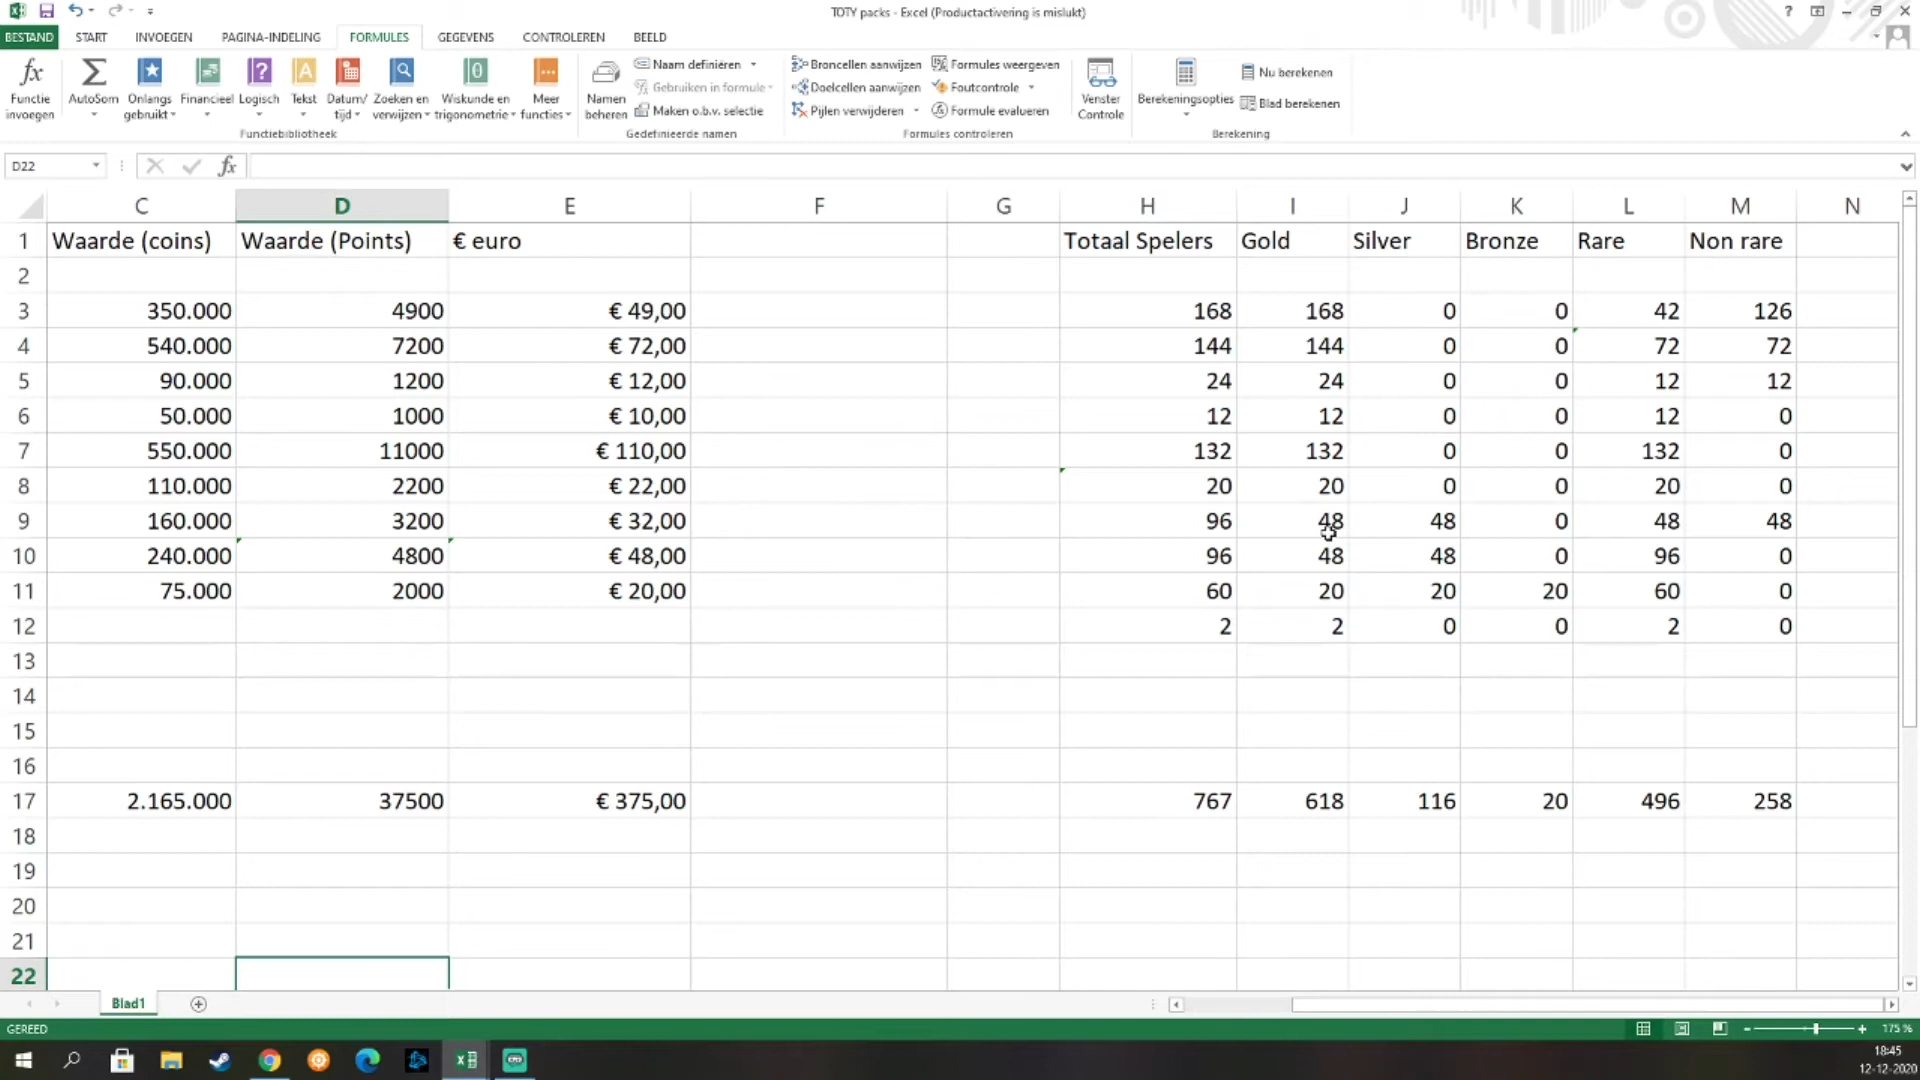 TOTY packs - Excel (Productactivering is mislukt)
BESTAND START INVOEGEN PAGINA-INDELING FORMULES GEGEVENS CONTROLEREN BEELD
fx Functie invoegen
Σ AutoSom
Onlangs gebruikt
Financieel
Logisch
A Tekst
Datum/ tijd
Zoeken en verwijzen
Wiskunde en trigonometrie
Meer functies
Functiebibliotheek
Namen beheren
Naam definiëren
Gebruiken in formule
Maken o.b.v. selectie
Gedefinieerde namen
Broncellen aanwijzen
Doelcellen aanwijzen
Pijlen verwijderen
Formules weergeven
Foutcontrole
Formule evalueren
Formules controleren
Venster Controle
Berekeningsopties
Nu berekenen
Blad berekenen
Berekening
D22 fx
C D E F G H I J K L M N
1 Waarde (coins) Waarde (Points) € euro Totaal Spelers Gold Silver Bronze Rare Non rare
2
3 350.000 4900 € 49,00 168 168 0 0 42 126
4 540.000 7200 € 72,00 144 144 0 0 72 72
5 90.000 1200 € 12,00 24 24 0 0 12 12
6 50.000 1000 € 10,00 12 12 0 0 12 0
7 550.000 11000 € 110,00 132 132 0 0 132 0
8 110.000 2200 € 22,00 20 20 0 0 20 0
9 160.000 3200 € 32,00 96 48 48 0 48 48
10 240.000 4800 € 48,00 96 48 48 0 96 0
11 75.000 2000 € 20,00 60 20 20 20 60 0
12 2 2 0 0 2 0
13
14
15
16
17 2.165.000 37500 € 375,00 767 618 116 20 496 258
18
19
20
21
22
Blad1
GEREED 175 %
18:45
12-12-2020